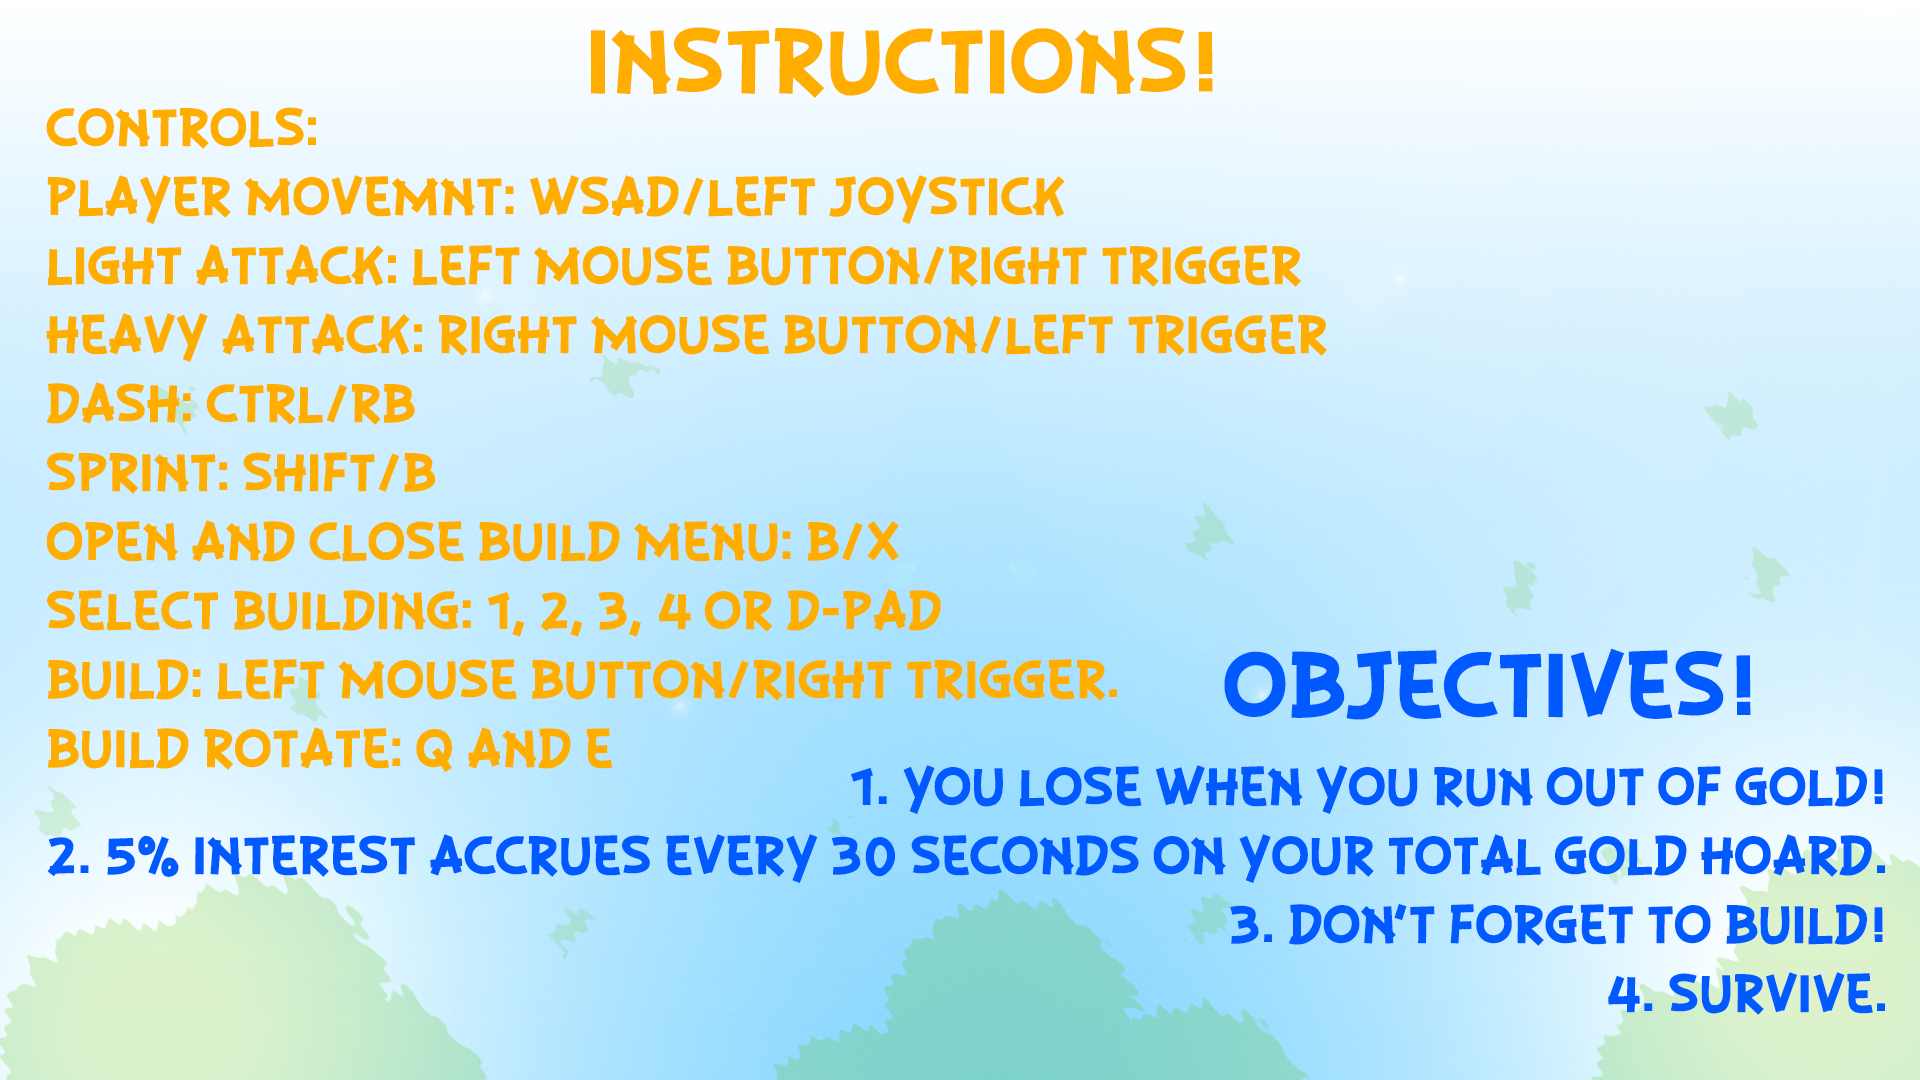 INSTRUCTIONS!
CONTROLS:
PLAYER MOVEMNT: WSAD/LEFT JOYSTICK
LIGHT ATTACK: LEFT MOUSE BUTTON/RIGHT TRIGGER
HEAVY ATTACK: RIGHT MOUSE BUTTON/LEFT TRIGGER
DASH: CTRL/RB
SPRINT: SHIFT/B
OPEN AND CLOSE BUILD MENU: B/X
SELECT BUILDING: 1, 2, 3, 4 OR D-PAD
BUILD: LEFT MOUSE BUTTON/RIGHT TRIGGER.
BUILD ROTATE: Q AND E
OBJECTIVES!
1. YOU LOSE WHEN YOU RUN OUT OF GOLD!
2. 5% INTEREST ACCRUES EVERY 30 SECONDS ON YOUR TOTAL GOLD HOARD.
3. DON'T FORGET TO BUILD!
4. SURVIVE.